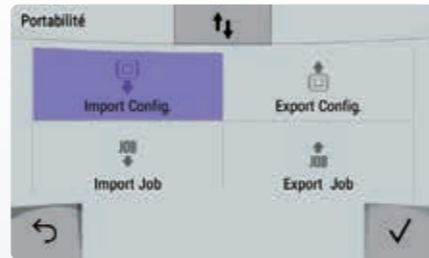 Portabilité
Import Config.
Export Config.
JOB
JOB
Import Job
Export Job